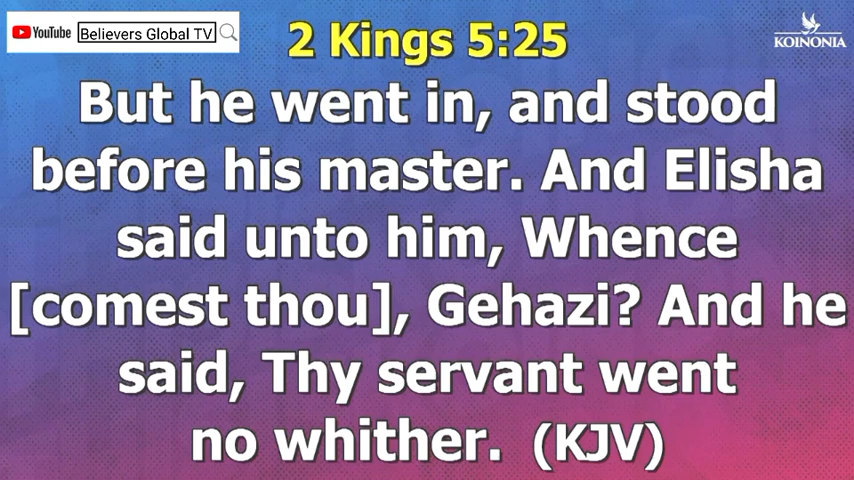 YouTube Believers Global TV
2 Kings 5:25
KOINONIA
But he went in, and stood
before his master. And Elisha
said unto him, Whence
[comest thou], Gehazi? And he
said, Thy servant went
no whither. (KJV)